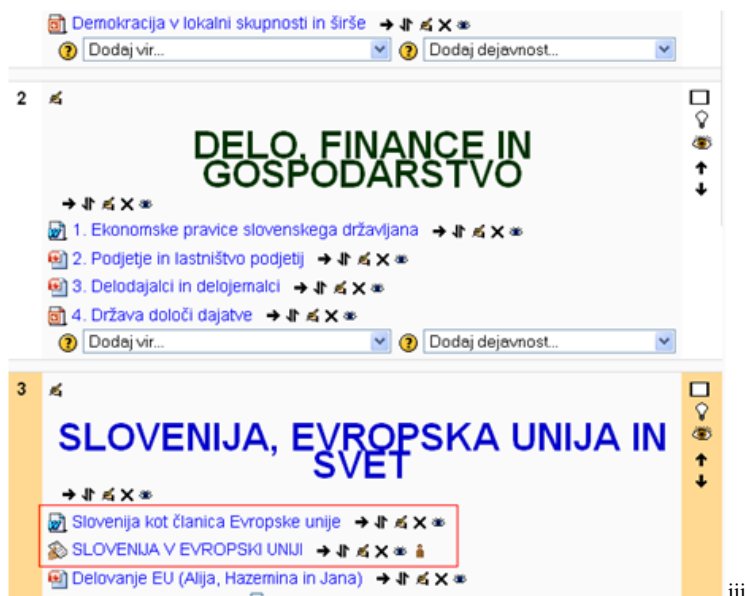 Demokracija v lokalni skupnosti in širše
Dodaj vir... Dodaj dejavnost...
2
DELO, FINANCE IN
GOSPODARSTVO
1. Ekonomske pravice slovenskega državljana
2. Podjetje in lastništvo podjetij
3. Delodajalci in delojemalci
4. Država določi dajatve
Dodaj vir... Dodaj dejavnost...
3
SLOVENIJA, EVROPSKA UNIJA IN
SVET
Slovenija kot članica Evropske unije
SLOVENIJA V EVROPSKI UNIJI
Delovanje EU (Alija, Hazemina in Jana)
iii